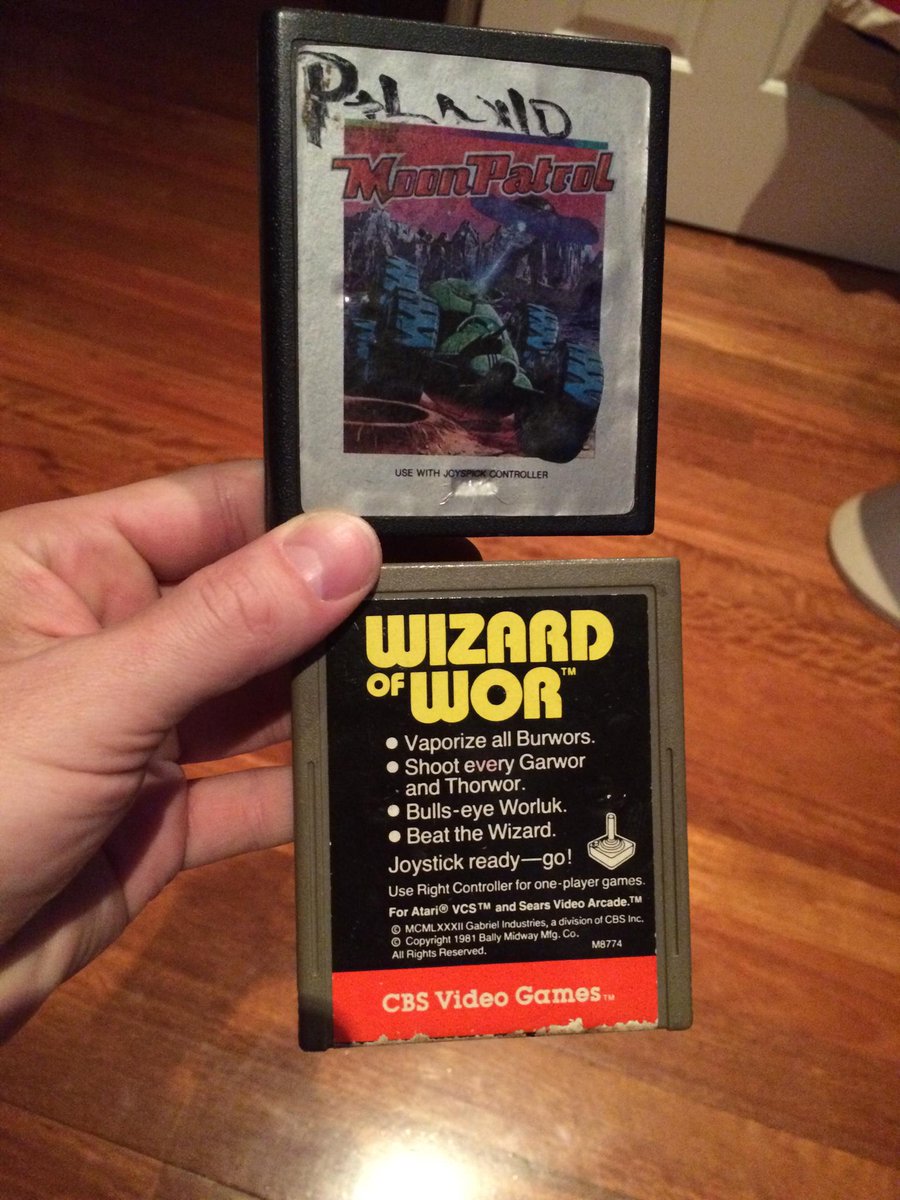 Moon Patrol
USE WITH JOYSPICK CONTROLLER
WIZARD
OF WOR™
● Vaporize all Burwors.
● Shoot every Garwor
and Thorwor.
● Bulls-eye Worluk.
● Beat the Wizard.
Joystick ready—go!
Use Right Controller for one-player games.
For Atari® VCS™ and Sears Video Arcade.™
© MCMLXXXII Gabriel Industries, a division of CBS Inc.
© Copyright 1981 Bally Midway Mfg. Co.
All Rights Reserved. M8774
CBS Video Games™